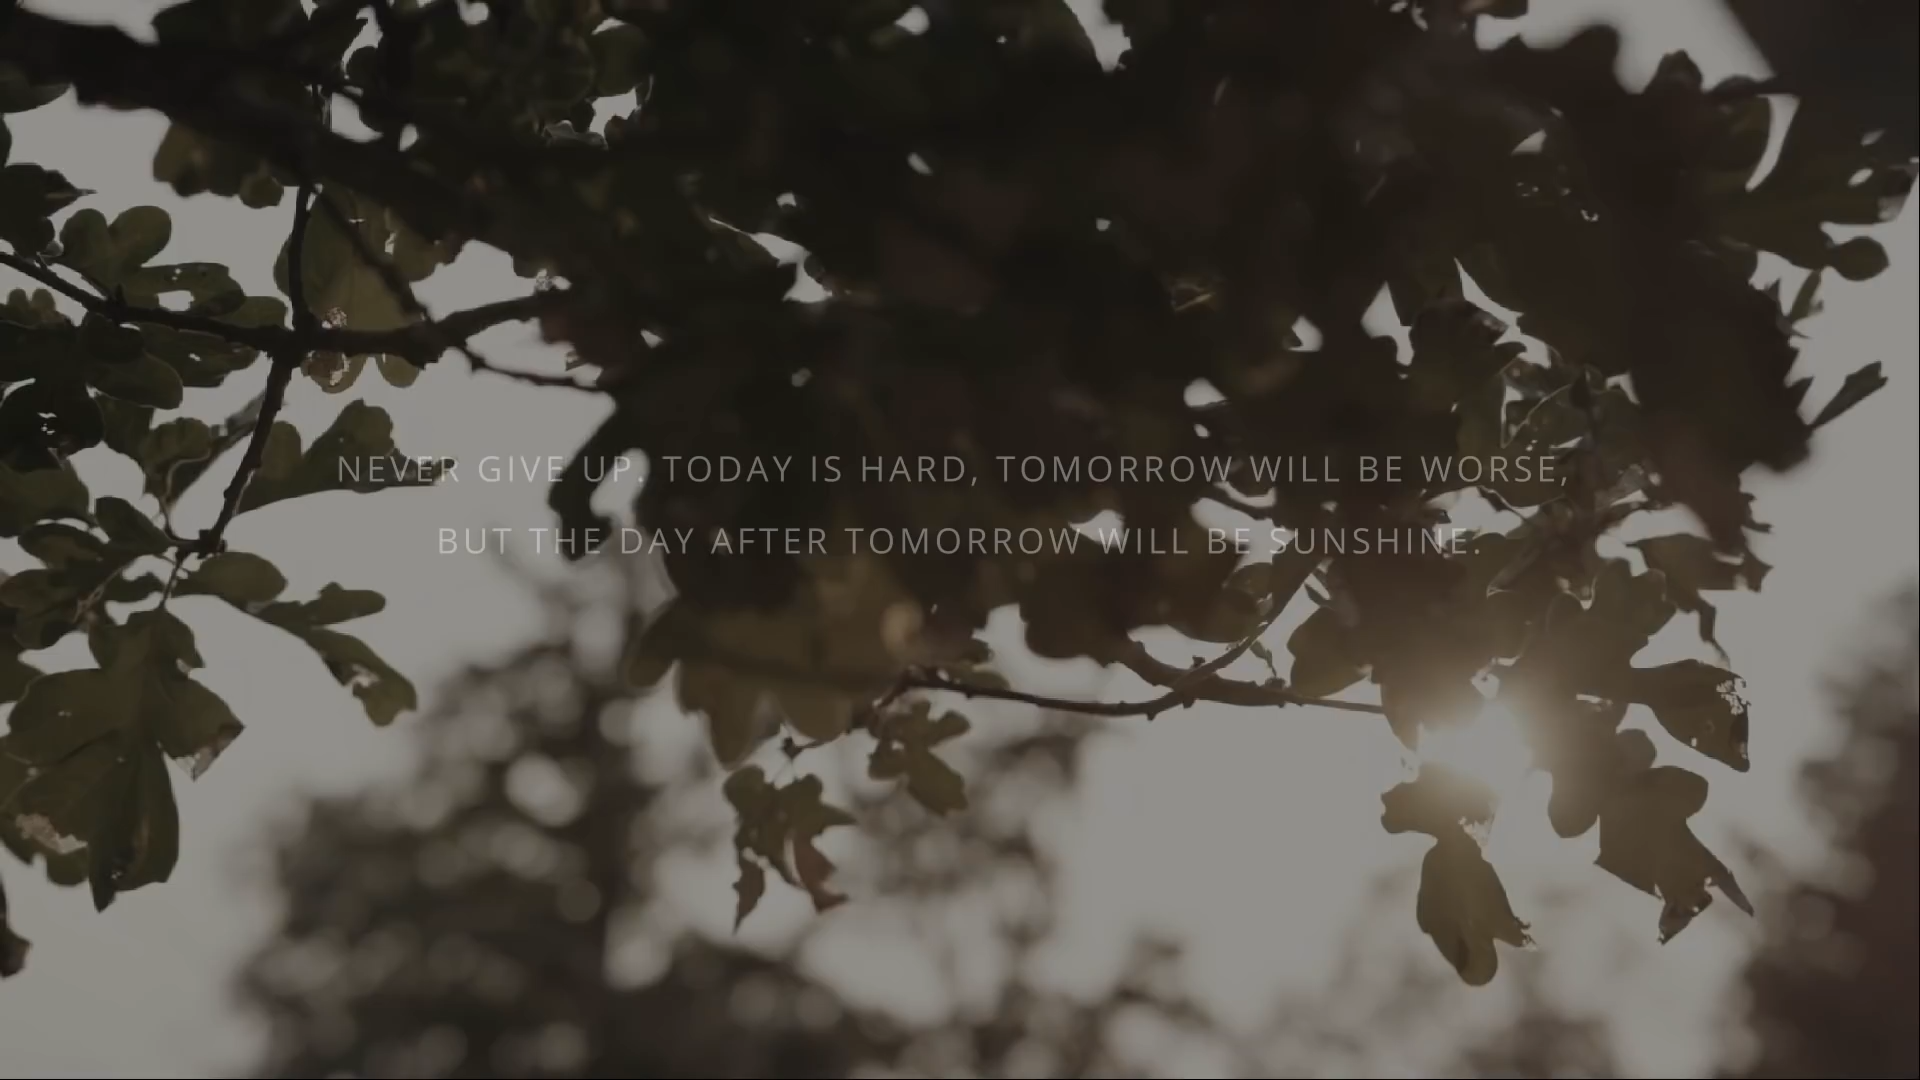 NEVER GIVE UP. TODAY IS HARD, TOMORROW WILL BE WORSE,
BUT THE DAY AFTER TOMORROW WILL BE SUNSHINE.